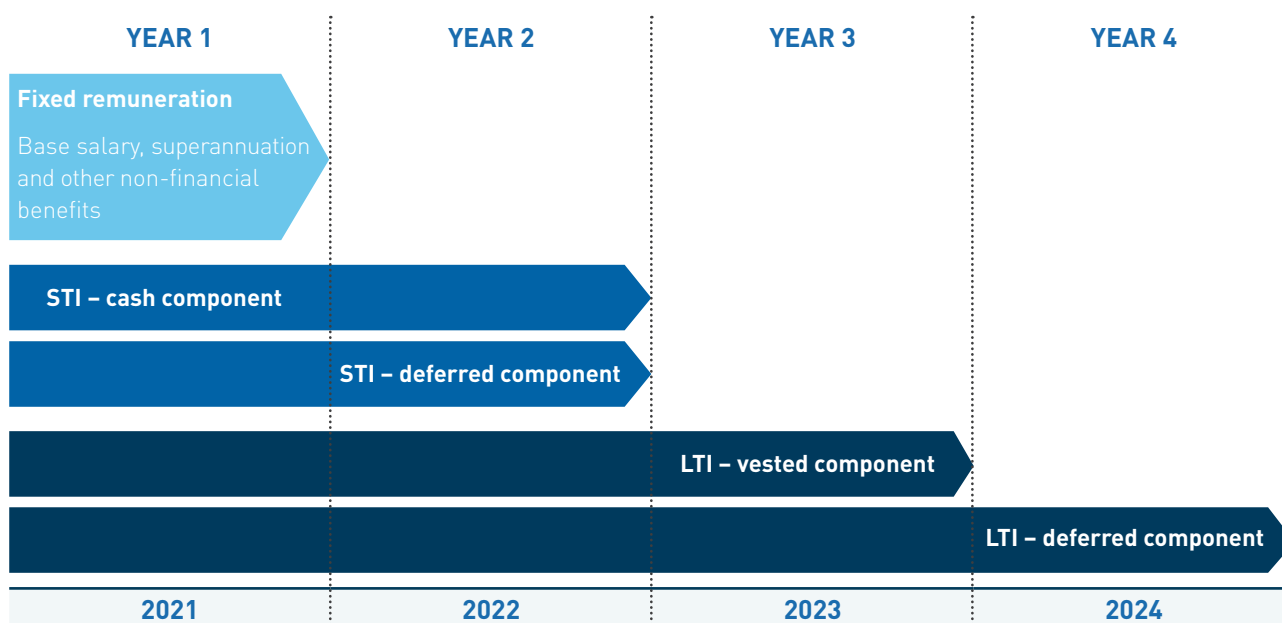 YEAR 1
YEAR 2
YEAR 3
YEAR 4
Fixed remuneration
Base salary, superannuation
and other non-financial
benefits
STI – cash component
STI – deferred component
LTI – vested component
LTI – deferred component
2021
2022
2023
2024